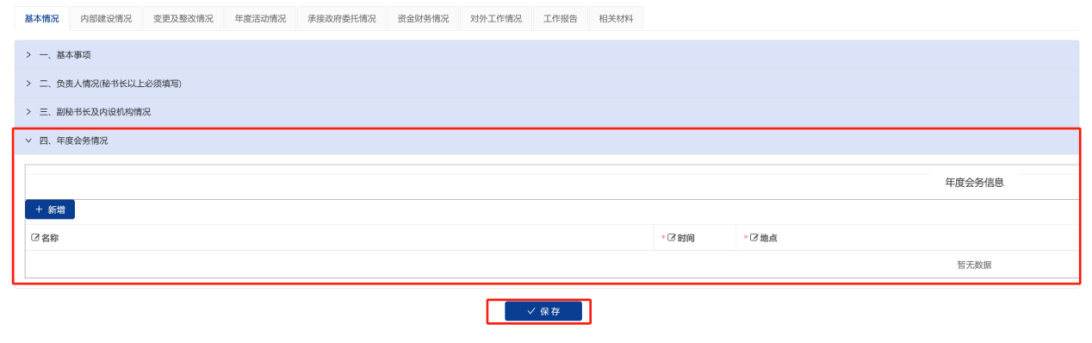 基本情况 内部建设情况 变更及整改情况 年度活动情况 承接政府委托情况 资金财务情况 对外工作情况 工作报告 相关材料
> 一、基本事项
> 二、负责人情况(秘书长以上必须填写)
> 三、副秘书长及内设机构情况
∨ 四、年度会务情况
年度会务信息
+ 新增
名称 * 时间 * 地点
暂无数据
✓ 保存